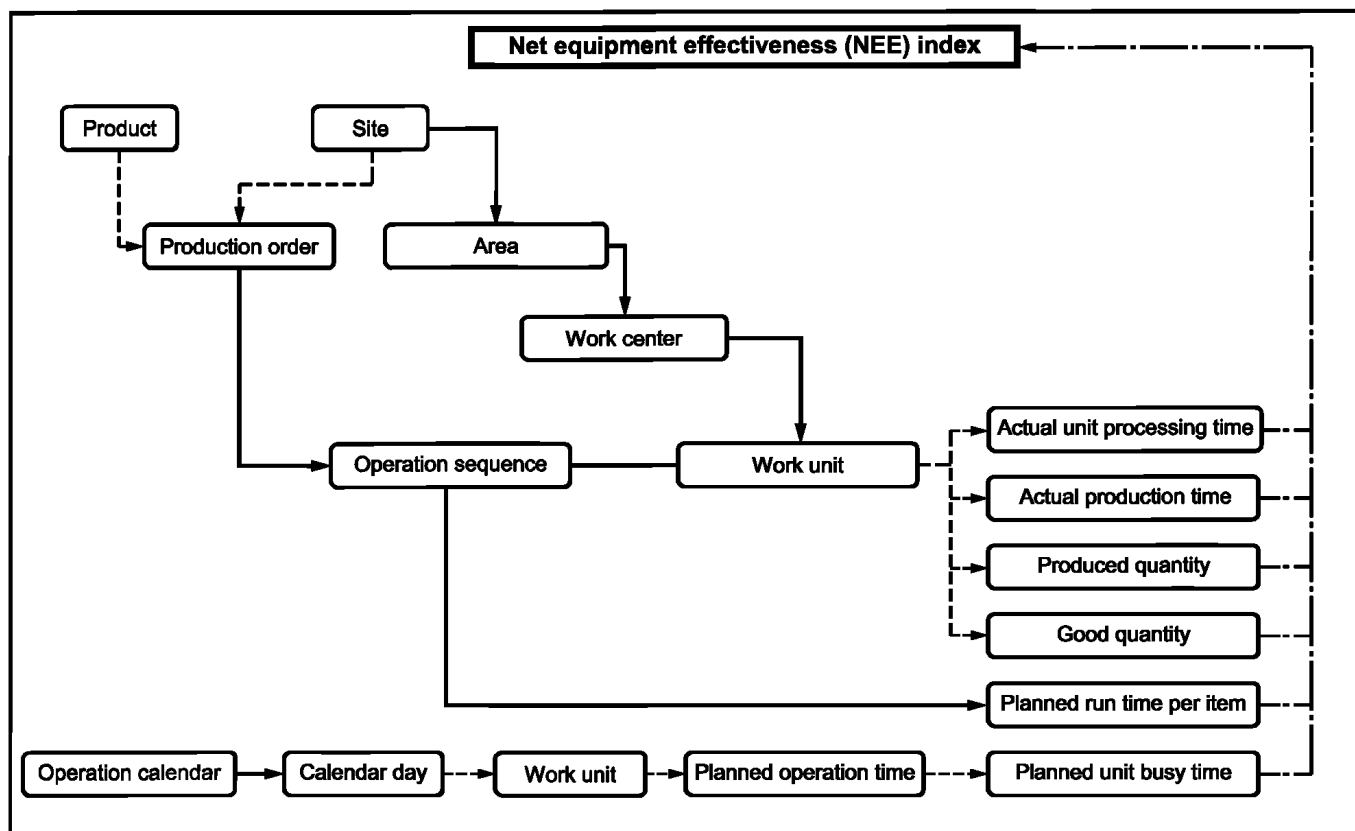 Net equipment effectiveness (NEE) index
Product
Site
Production order
Area
Work center
Operation sequence
Work unit
Actual unit processing time
Actual production time
Produced quantity
Good quantity
Planned run time per item
Operation calendar
Calendar day
Work unit
Planned operation time
Planned unit busy time